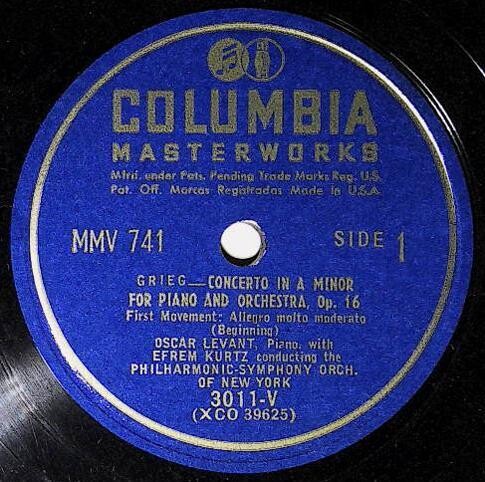 COLUMBIA
MASTERWORKS
Mfrd. under Pats. Pending Trade Marks Reg. U.S.
Pat. Off. Marcas Registradas Made in U.S.A.
MMV 741
SIDE 1
GRIEG—CONCERTO IN A MINOR
FOR PIANO AND ORCHESTRA, Op. 16
First Movement: Allegro molto moderato
(Beginning)
OSCAR LEVANT, Piano, with
EFREM KURTZ conducting the
PHILHARMONIC-SYMPHONY ORCH.
OF NEW YORK
3011-V
(XCO 39625)